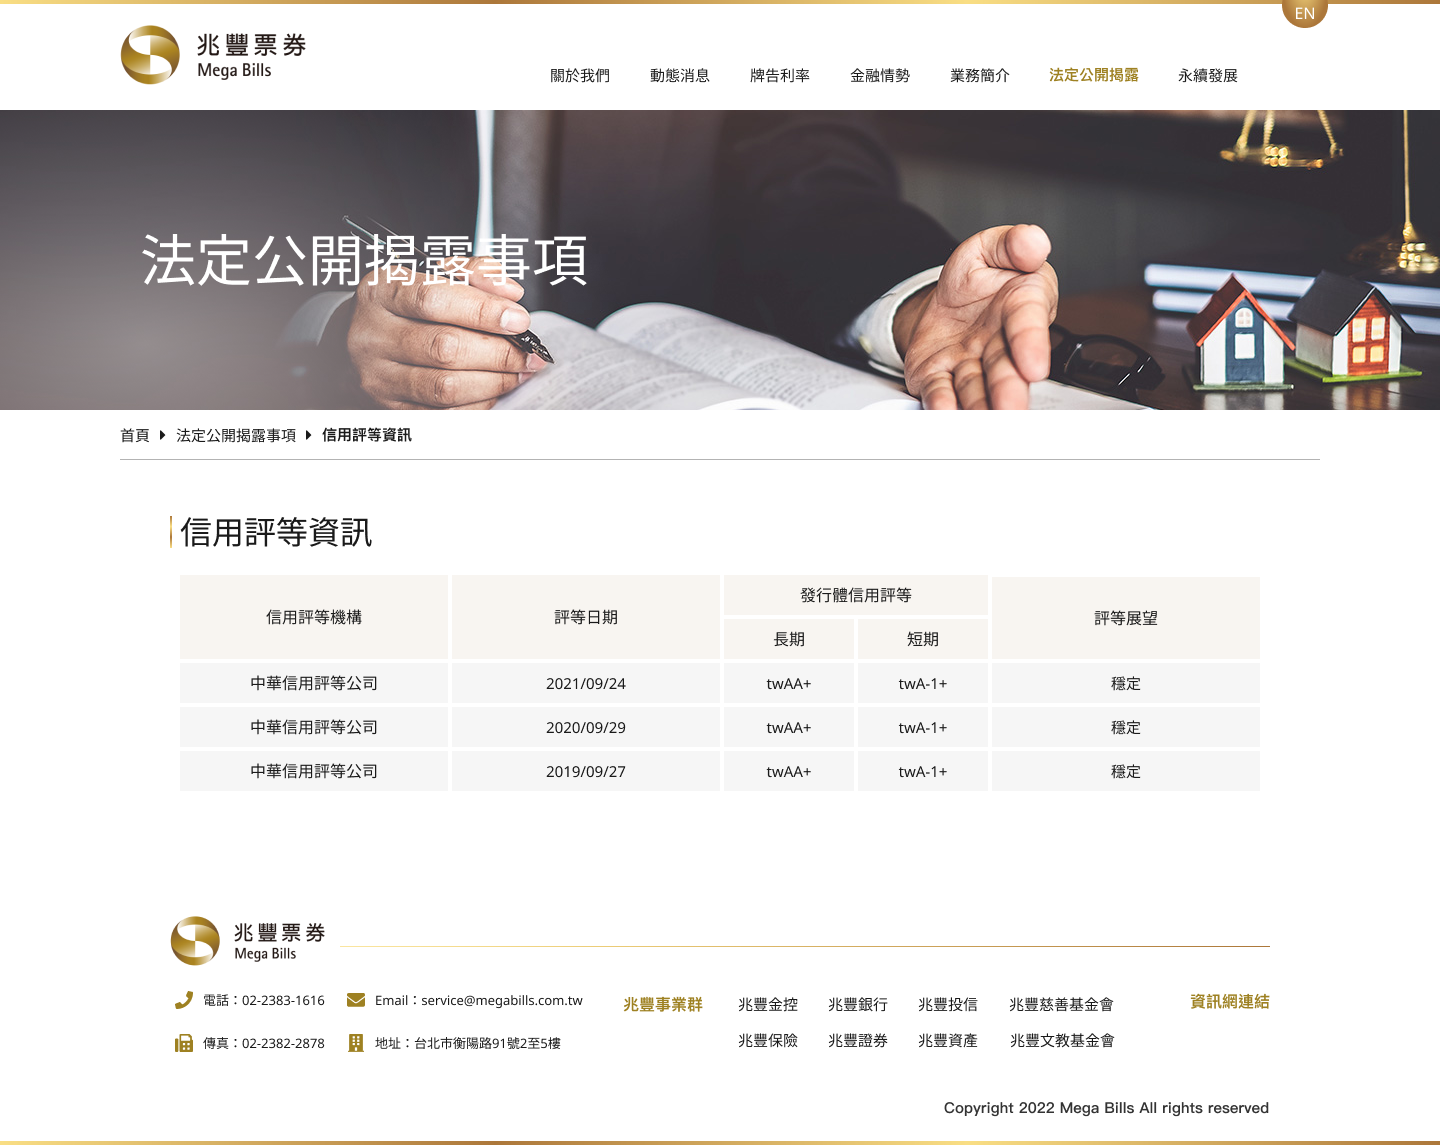 EN
兆豐票券
Mega Bills
關於我們 動態消息 牌告利率 金融情勢 業務簡介 法定公開揭露 永續發展
法定公開揭露事項
首頁 法定公開揭露事項 信用評等資訊
信用評等資訊
信用評等機構 評等日期 發行體信用評等 評等展望
長期 短期
中華信用評等公司 2021/09/24 twAA+ twA-1+ 穩定
中華信用評等公司 2020/09/29 twAA+ twA-1+ 穩定
中華信用評等公司 2019/09/27 twAA+ twA-1+ 穩定
兆豐票券
Mega Bills
電話：02-2383-1616 Email：service@megabills.com.tw
傳真：02-2382-2878 地址：台北市衡陽路91號2至5樓
兆豐事業群 兆豐金控 兆豐銀行 兆豐投信 兆豐慈善基金會
兆豐保險 兆豐證券 兆豐資產 兆豐文教基金會
資訊網連結
Copyright 2022 Mega Bills All rights reserved